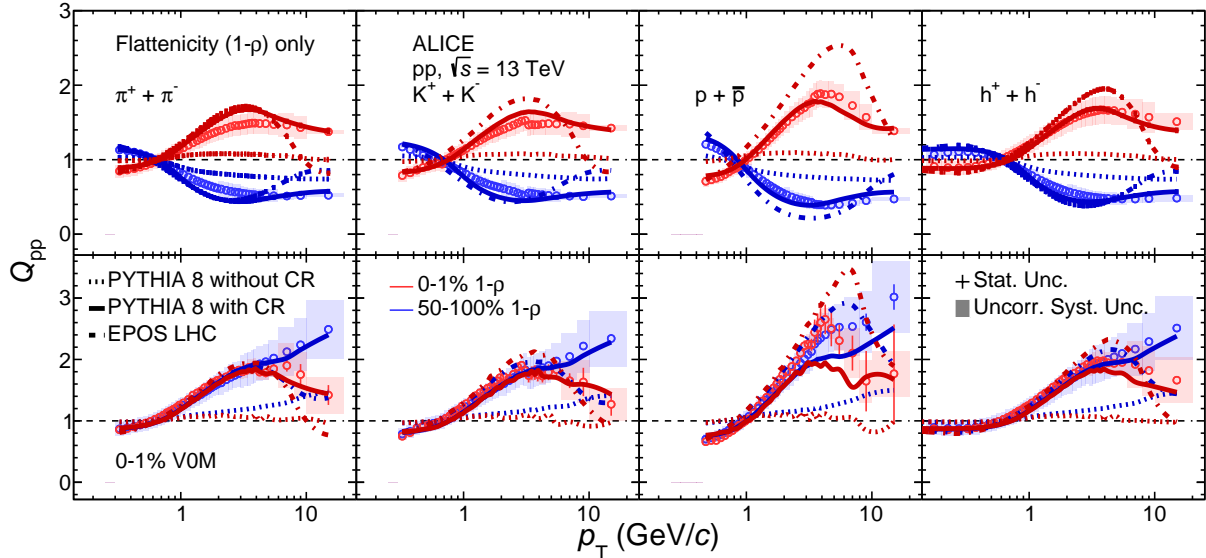 3
2
1
0
3
2
1
0
Q_pp
Flattenicity (1-ρ) only
π⁺ + π⁻
ALICE
pp, √s = 13 TeV
K⁺ + K⁻
p + p̅
h⁺ + h⁻
PYTHIA 8 without CR
PYTHIA 8 with CR
EPOS LHC
0-1% V0M
0-1% 1-ρ
50-100% 1-ρ
Stat. Unc.
Uncorr. Syst. Unc.
1 10 1 10 1 10 1 10
p_T (GeV/c)